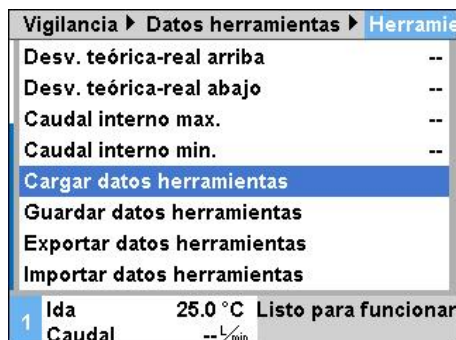 Vigilancia ▶ Datos herramientas ▶ Herramie
Desv. teórica-real arriba --
Desv. teórica-real abajo --
Caudal interno max. --
Caudal interno min. --
Cargar datos herramientas
Guardar datos herramientas
Exportar datos herramientas
Importar datos herramientas
1 Ida 25.0 °C Listo para funcionar
Caudal -- L/min